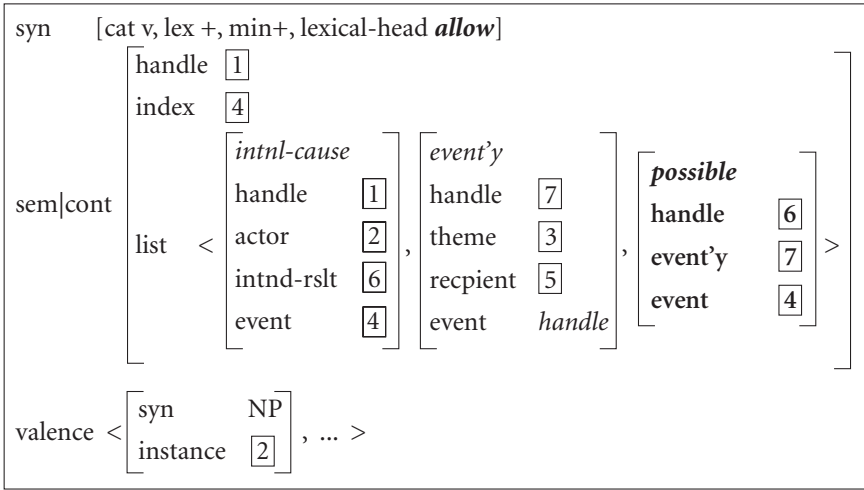 syn [cat v, lex +, min+, lexical-head allow]
handle 1
index 4
sem|cont
list <
intnl-cause
handle 1
actor 2
intnd-rslt 6
event 4
,
event'y
handle 7
theme 3
recpient 5
event handle
,
possible
handle 6
event'y 7
event 4
>
valence <
syn NP
instance 2
, ... >